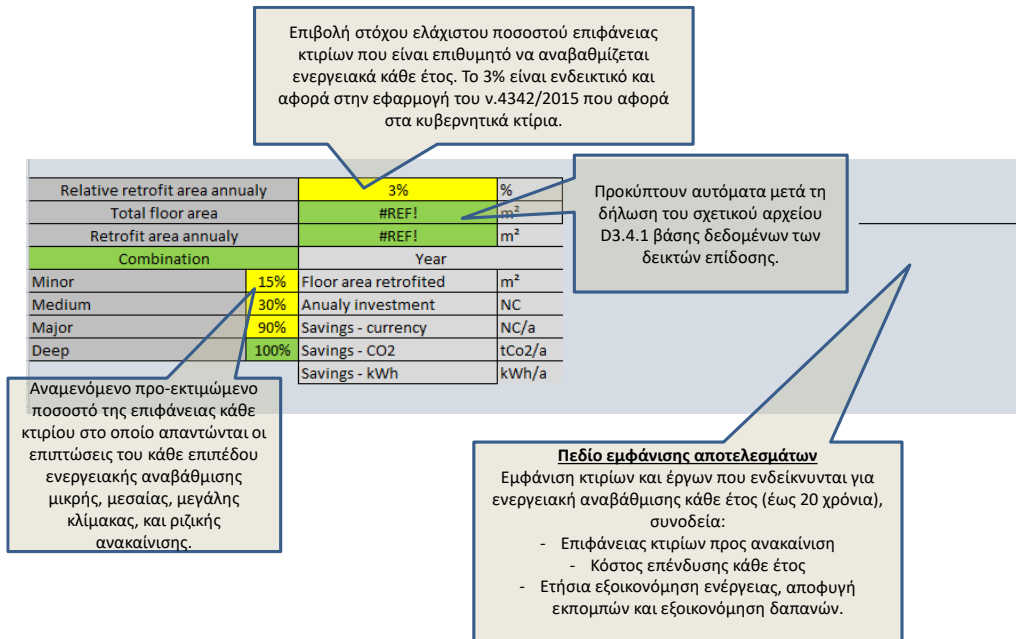 Επιβολή στόχου ελάχιστου ποσοστού επιφάνειας
κτιρίων που είναι επιθυμητό να αναβαθμίζεται
ενεργειακά κάθε έτος. Το 3% είναι ενδεικτικό και
αφορά στην εφαρμογή του ν.4342/2015 που αφορά
στα κυβερνητικά κτίρια.
Relative retrofit area annualy 3% %
Total floor area #REF! m²
Retrofit area annualy #REF! m²
Combination Year
Minor 15% Floor area retrofited m²
Medium 30% Anualy investment NC
Major 90% Savings - currency NC/a
Deep 100% Savings - CO2 tCo2/a
Savings - kWh kWh/a
Προκύπτουν αυτόματα μετά τη
δήλωση του σχετικού αρχείου
D3.4.1 βάσης δεδομένων των
δεικτών επίδοσης.
Αναμενόμενο προ-εκτιμώμενο
ποσοστό της επιφάνειας κάθε
κτιρίου στο οποίο απαντώνται οι
επιπτώσεις του κάθε επιπέδου
ενεργειακής αναβάθμισης
μικρής, μεσαίας, μεγάλης
κλίμακας, και ριζικής
ανακαίνισης.
Πεδίο εμφάνισης αποτελεσμάτων
Εμφάνιση κτιρίων και έργων που ενδείκνυνται για
ενεργειακή αναβάθμισης κάθε έτος (έως 20 χρόνια),
συνοδεία:
- Επιφάνειας κτιρίων προς ανακαίνιση
- Κόστος επένδυσης κάθε έτος
- Ετήσια εξοικονόμηση ενέργειας, αποφυγή
εκπομπών και εξοικονόμηση δαπανών.